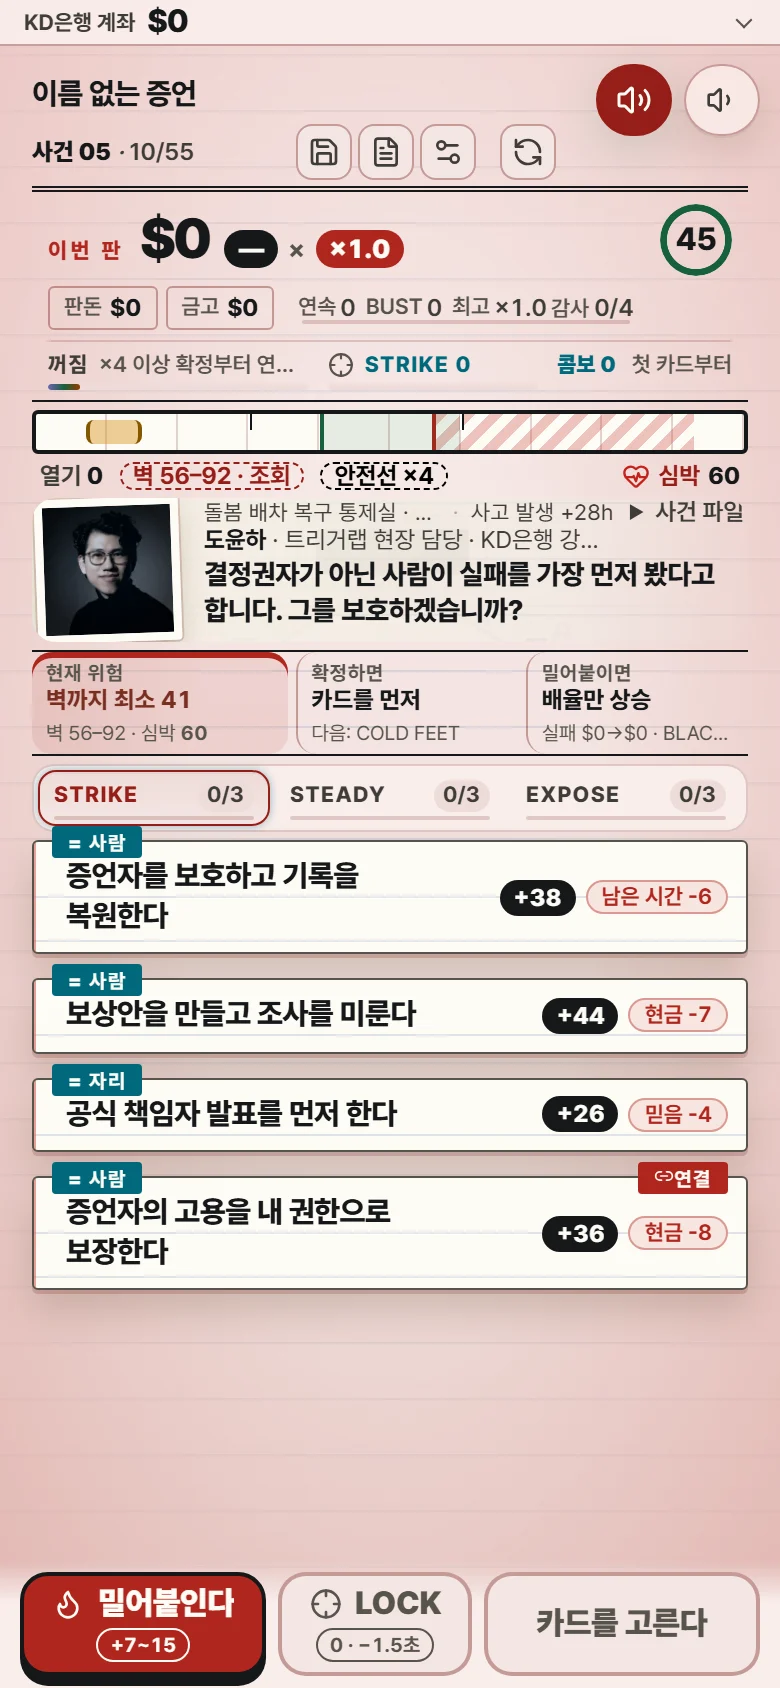 KD은행 계좌 $0
이름 없는 증언
사건 05 · 10/55
이번 판 $0 — × ×1.0 45
판돈 $0 금고 $0 연속 0 BUST 0 최고 ×1.0 감사 0/4
꺼짐 ×4 이상 확정부터 연... STRIKE 0 콤보 0 첫 카드부터
열기 0 벽 56–92 · 조회 안전선 ×4 심박 60
돌봄 배차 복구 통제실 · ... · 사고 발생 +28h ▶ 사건 파일
도윤하 · 트리거랩 현장 담당 · KD은행 강...
결정권자가 아닌 사람이 실패를 가장 먼저 봤다고
합니다. 그를 보호하겠습니까?
현재 위험 확정하면 밀어붙이면
벽까지 최소 41 카드를 먼저 배율만 상승
벽 56–92 · 심박 60 다음: COLD FEET 실패 $0→$0 · BLAC...
STRIKE 0/3 STEADY 0/3 EXPOSE 0/3
= 사람
증언자를 보호하고 기록을
복원한다
+38 남은 시간 -6
= 사람
보상안을 만들고 조사를 미룬다 +44 현금 -7
= 자리
공식 책임자 발표를 먼저 한다 +26 믿음 -4
= 사람 연결
증언자의 고용을 내 권한으로
보장한다
+36 현금 -8
밀어붙인다 LOCK 카드를 고른다
+7~15 0 · −1.5초